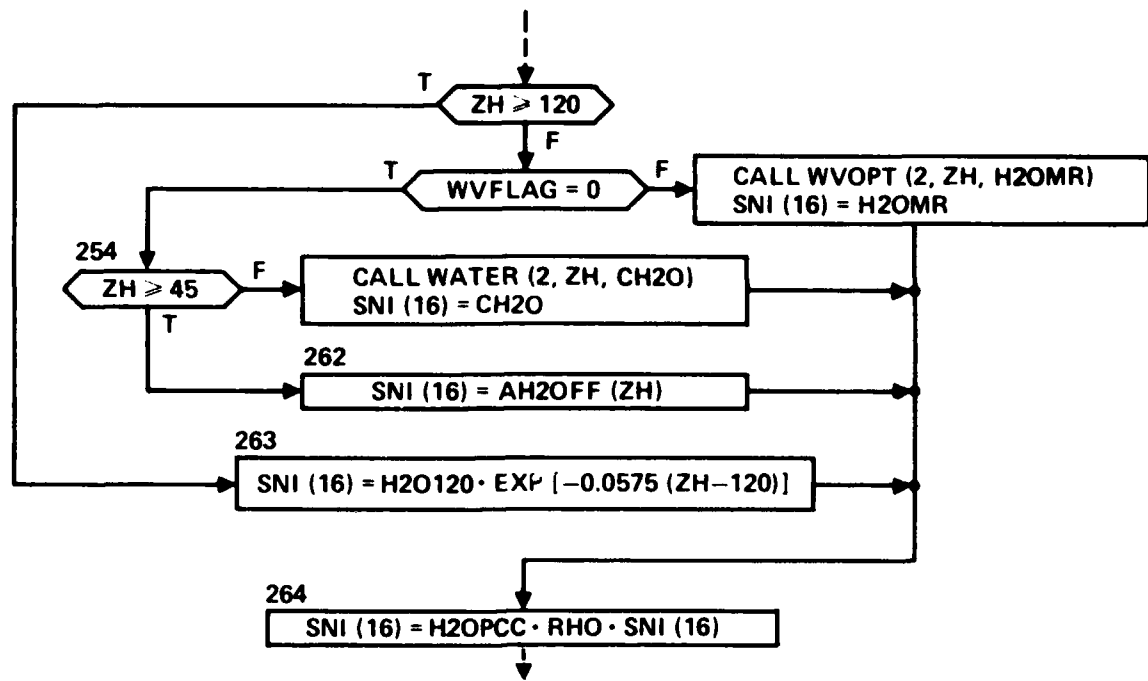 T
ZH ⩾ 120
F
T
WVFLAG = 0
F
CALL WVOPT (2, ZH, H2OMR)
SNI (16) = H2OMR
254
ZH ⩾ 45
F
T
CALL WATER (2, ZH, CH2O)
SNI (16) = CH2O
262
SNI (16) = AH2OFF (ZH)
263
SNI (16) = H2O120 · EXP [−0.0575 (ZH−120)]
264
SNI (16) = H2OPCC · RHO · SNI (16)